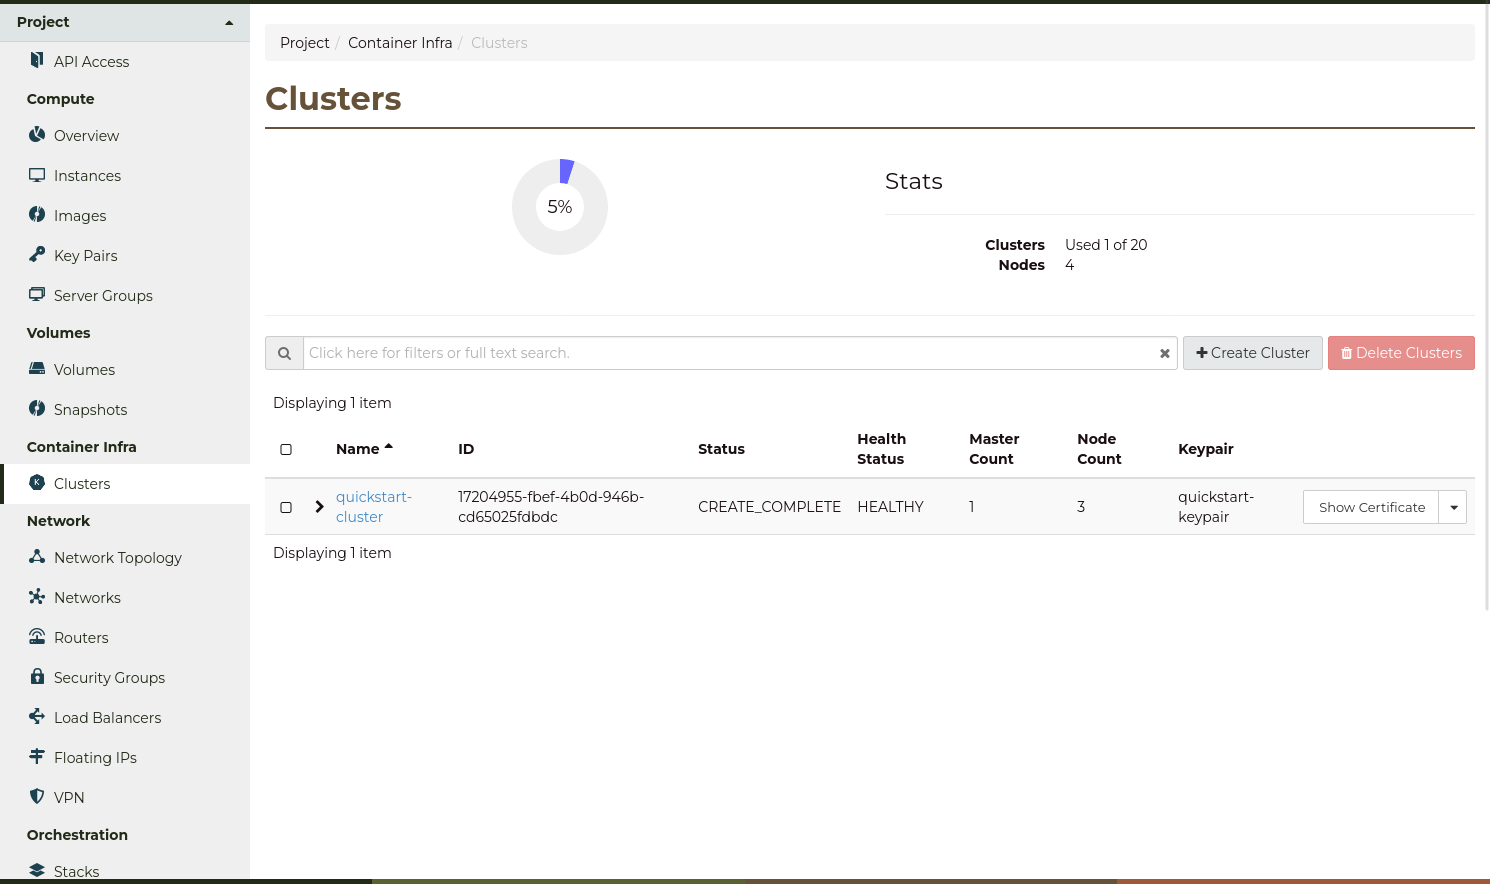 Project
API Access
Compute
Overview
Instances
Images
Key Pairs
Server Groups
Volumes
Volumes
Snapshots
Container Infra
Clusters
Network
Network Topology
Networks
Routers
Security Groups
Load Balancers
Floating IPs
VPN
Orchestration
Stacks
Project / Container Infra / Clusters
Clusters
5%
Stats
Clusters Used 1 of 20
Nodes 4
Click here for filters or full text search.
Create Cluster
Delete Clusters
Displaying 1 item
Name ID Status Health Status Master Count Node Count Keypair
quickstart-cluster 17204955-fbef-4b0d-946b-cd65025fdbdc CREATE_COMPLETE HEALTHY 1 3 quickstart-keypair Show Certificate
Displaying 1 item